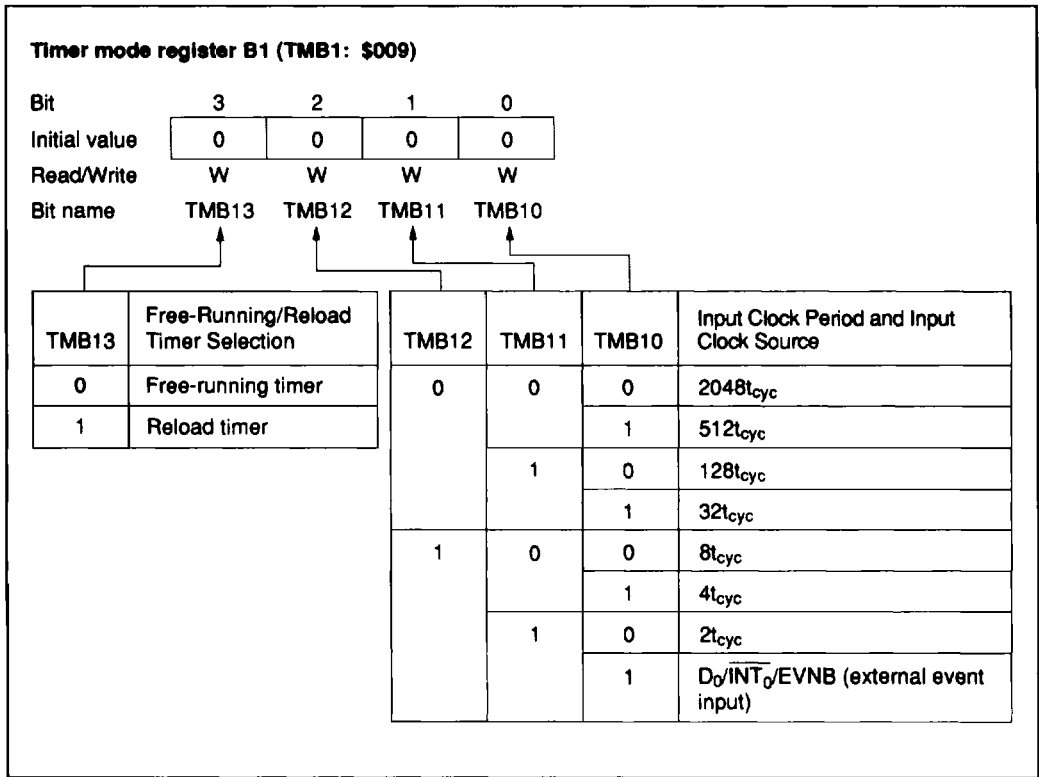 Timer mode register B1 (TMB1: $009)
Bit 3 2 1 0
Initial value 0 0 0 0
Read/Write W W W W
Bit name TMB13 TMB12 TMB11 TMB10
TMB13 Free-Running/Reload Timer Selection
0 Free-running timer
1 Reload timer
TMB12 TMB11 TMB10 Input Clock Period and Input Clock Source
0 0 0 2048tcyc
1 512tcyc
1 0 128tcyc
1 32tcyc
1 0 0 8tcyc
1 4tcyc
1 0 2tcyc
1 D0/INT0/EVNB (external event input)